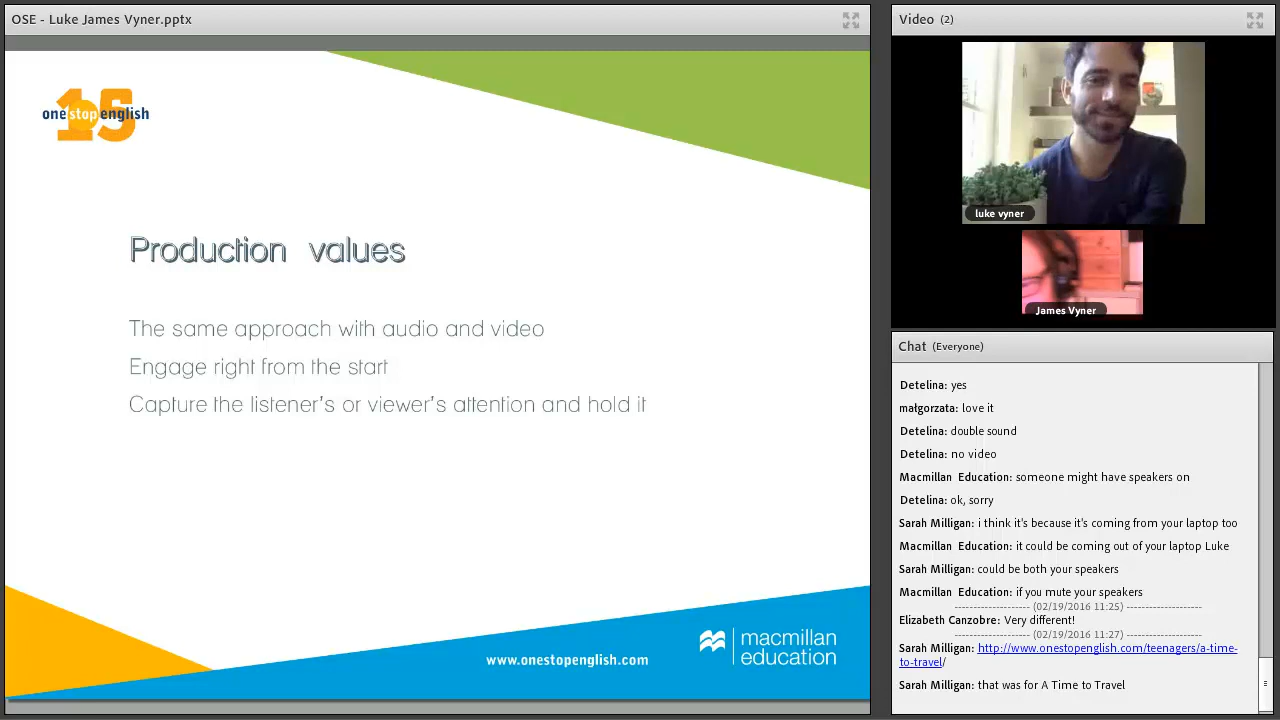 OSE - Luke James Vyner.pptx
15
onestopenglish
Production values
The same approach with audio and video
Engage right from the start
Capture the listener's or viewer's attention and hold it
www.onestopenglish.com
macmillan
education
Video (2)
luke vyner
James Vyner
Chat (Everyone)
Detelina: yes
małgorzata: love it
Detelina: double sound
Detelina: no video
Macmillan Education: someone might have speakers on
Detelina: ok, sorry
Sarah Milligan: i think it's because it's coming from your laptop too
Macmillan Education: it could be coming out of your laptop Luke
Sarah Milligan: could be both your speakers
Macmillan Education: if you mute your speakers
-------------------- (02/19/2016 11:25) --------------------
Elizabeth Canzobre: Very different!
-------------------- (02/19/2016 11:27) --------------------
Sarah Milligan: http://www.onestopenglish.com/teenagers/a-time-
to-travel/
Sarah Milligan: that was for A Time to Travel